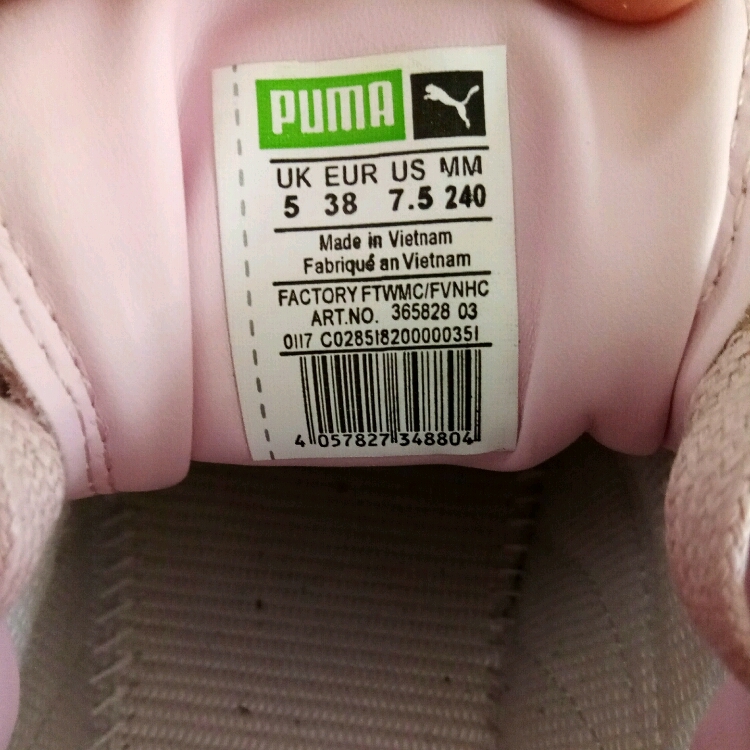 PUMA
UK EUR US MM
5 38 7.5 240
Made in Vietnam
Fabriqué an Vietnam
FACTORY FTWMC/FVNHC
ART.NO. 365828 03
0117 C028518200000351
4 057827 348804